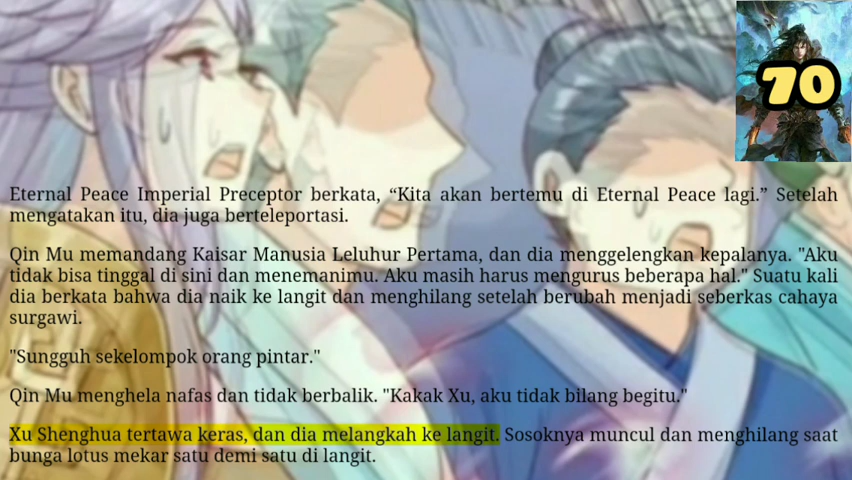 70
Eternal Peace Imperial Preceptor berkata, “Kita akan bertemu di Eternal Peace lagi.” Setelah
mengatakan itu, dia juga berteleportasi.
Qin Mu memandang Kaisar Manusia Leluhur Pertama, dan dia menggelengkan kepalanya. "Aku
tidak bisa tinggal di sini dan menemanimu. Aku masih harus mengurus beberapa hal." Suatu kali
dia berkata bahwa dia naik ke langit dan menghilang setelah berubah menjadi seberkas cahaya
surgawi.
"Sungguh sekelompok orang pintar."
Qin Mu menghela nafas dan tidak berbalik. "Kakak Xu, aku tidak bilang begitu."
Xu Shenghua tertawa keras, dan dia melangkah ke langit. Sosoknya muncul dan menghilang saat
bunga lotus mekar satu demi satu di langit.